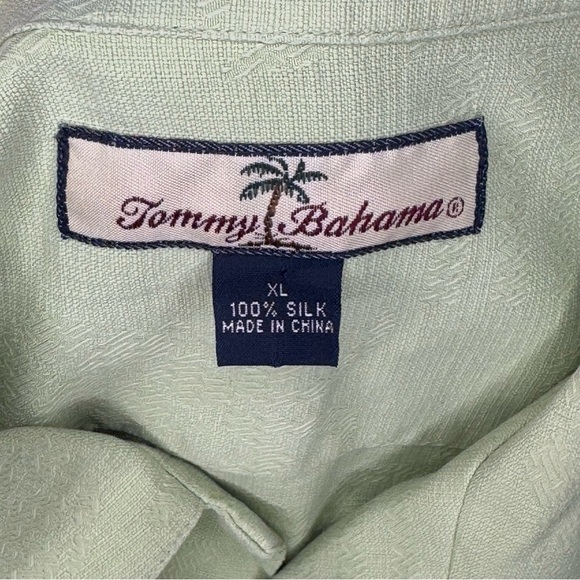 Tommy Bahama®
XL
100% SILK
MADE IN CHINA